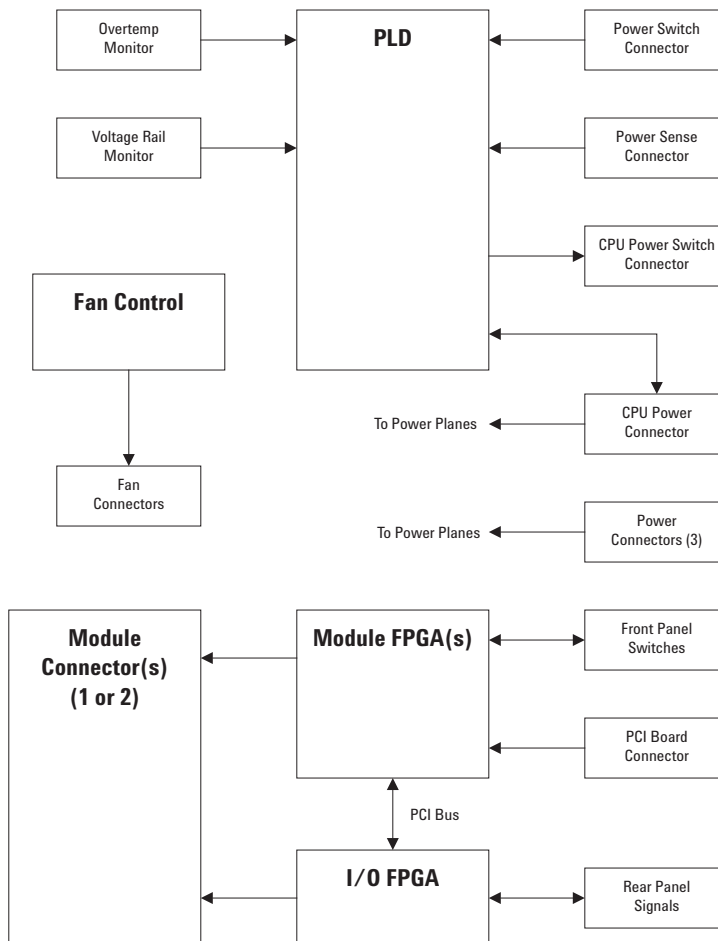 Overtemp
Monitor
PLD
Power Switch
Connector
Voltage Rail
Monitor
Power Sense
Connector
CPU Power Switch
Connector
Fan Control
To Power Planes
CPU Power
Connector
Fan
Connectors
To Power Planes
Power
Connectors (3)
Module
Connector(s)
(1 or 2)
Module FPGA(s)
Front Panel
Switches
PCI Board
Connector
PCI Bus
I/O FPGA
Rear Panel
Signals